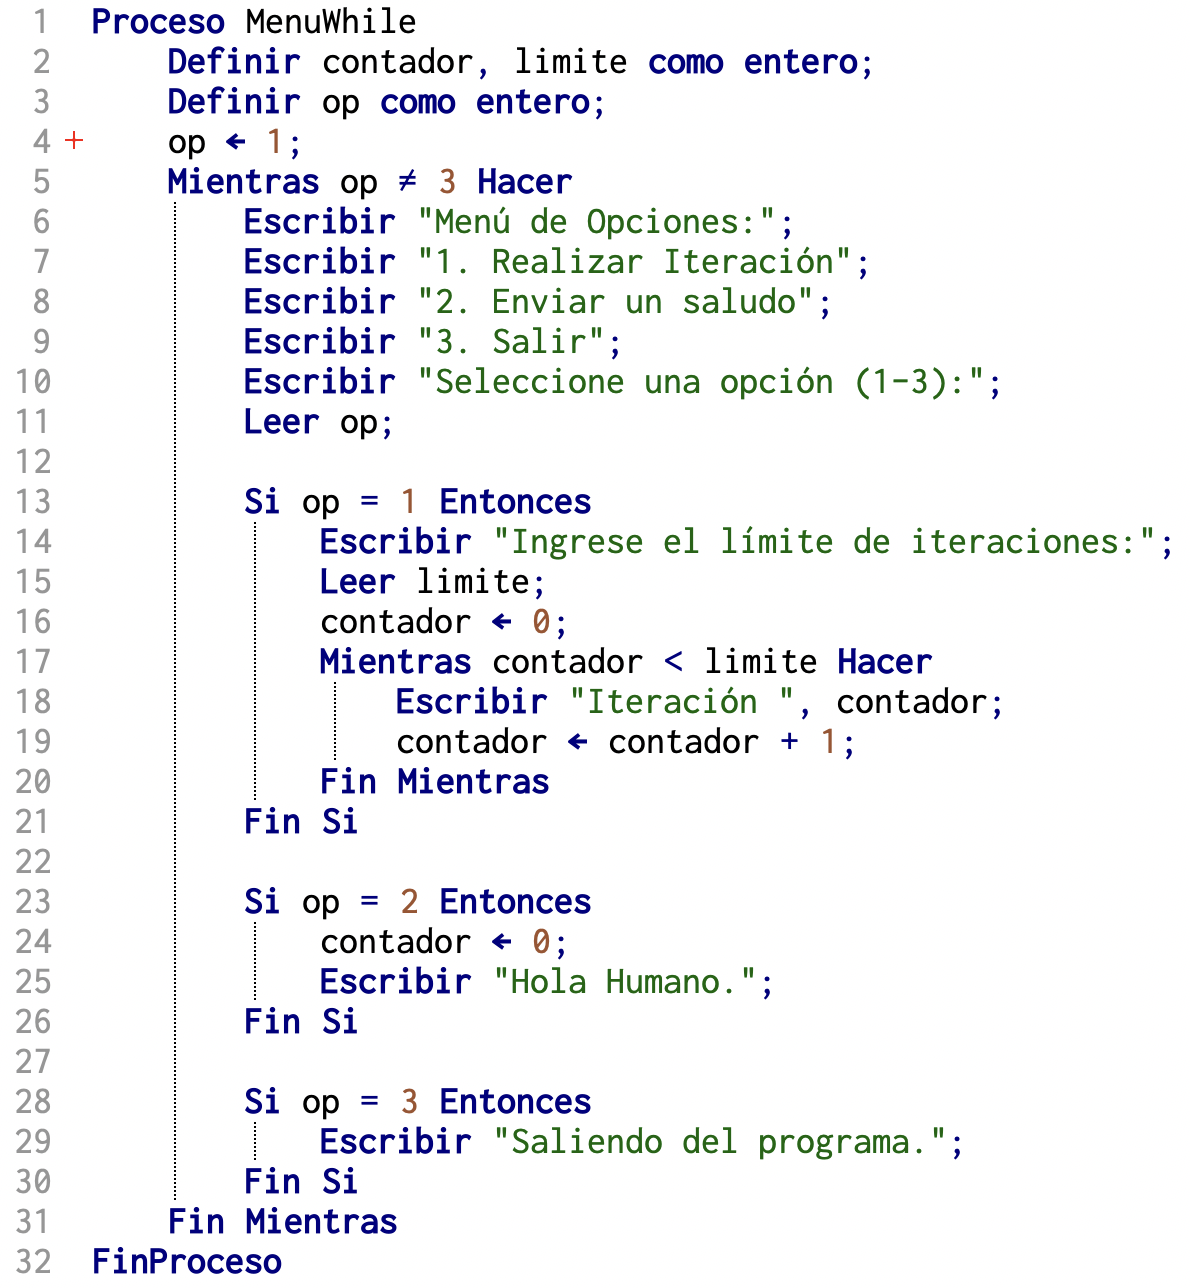 1 Proceso MenuWhile
2 Definir contador, limite como entero;
3 Definir op como entero;
4 + op ← 1;
5 Mientras op ≠ 3 Hacer
6 Escribir "Menú de Opciones:";
7 Escribir "1. Realizar Iteración";
8 Escribir "2. Enviar un saludo";
9 Escribir "3. Salir";
10 Escribir "Seleccione una opción (1-3):";
11 Leer op;
12
13 Si op = 1 Entonces
14 Escribir "Ingrese el límite de iteraciones:";
15 Leer limite;
16 contador ← 0;
17 Mientras contador < limite Hacer
18 Escribir "Iteración ", contador;
19 contador ← contador + 1;
20 Fin Mientras
21 Fin Si
22
23 Si op = 2 Entonces
24 contador ← 0;
25 Escribir "Hola Humano.";
26 Fin Si
27
28 Si op = 3 Entonces
29 Escribir "Saliendo del programa.";
30 Fin Si
31 Fin Mientras
32 FinProceso